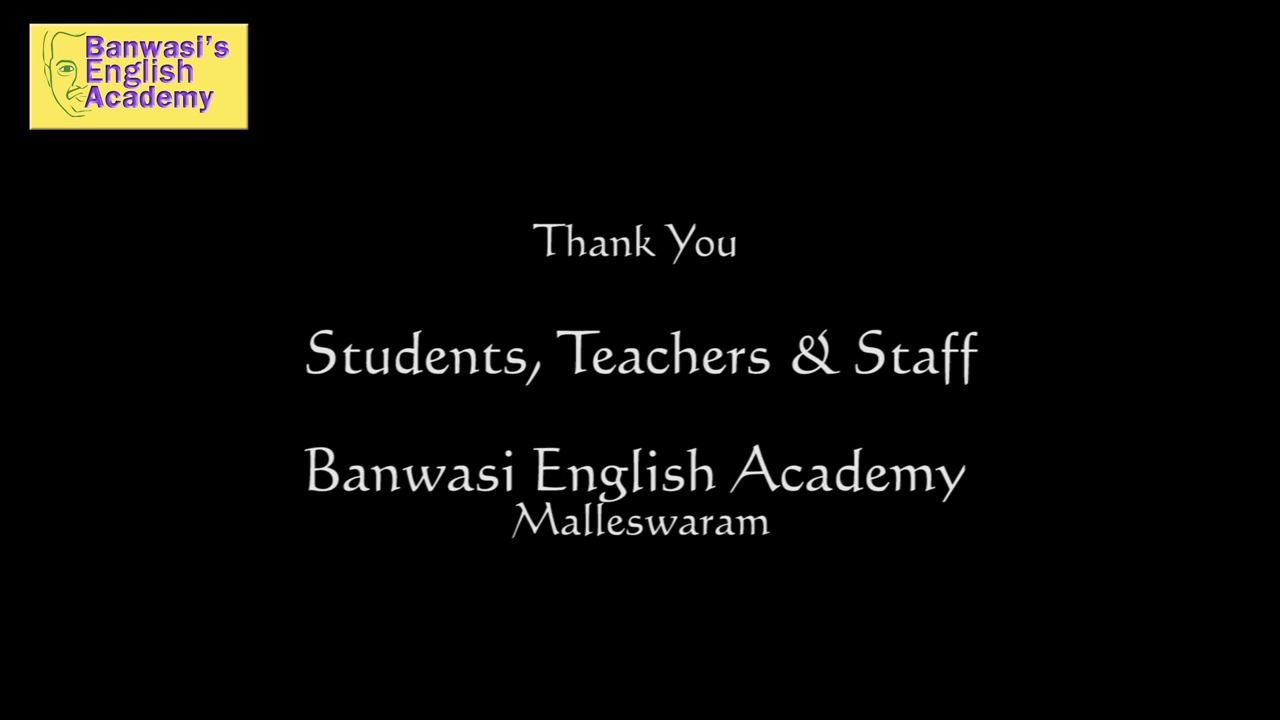 Banwasi's
English
Academy
Thank You
Students, Teachers & Staff
Banwasi English Academy
Malleswaram